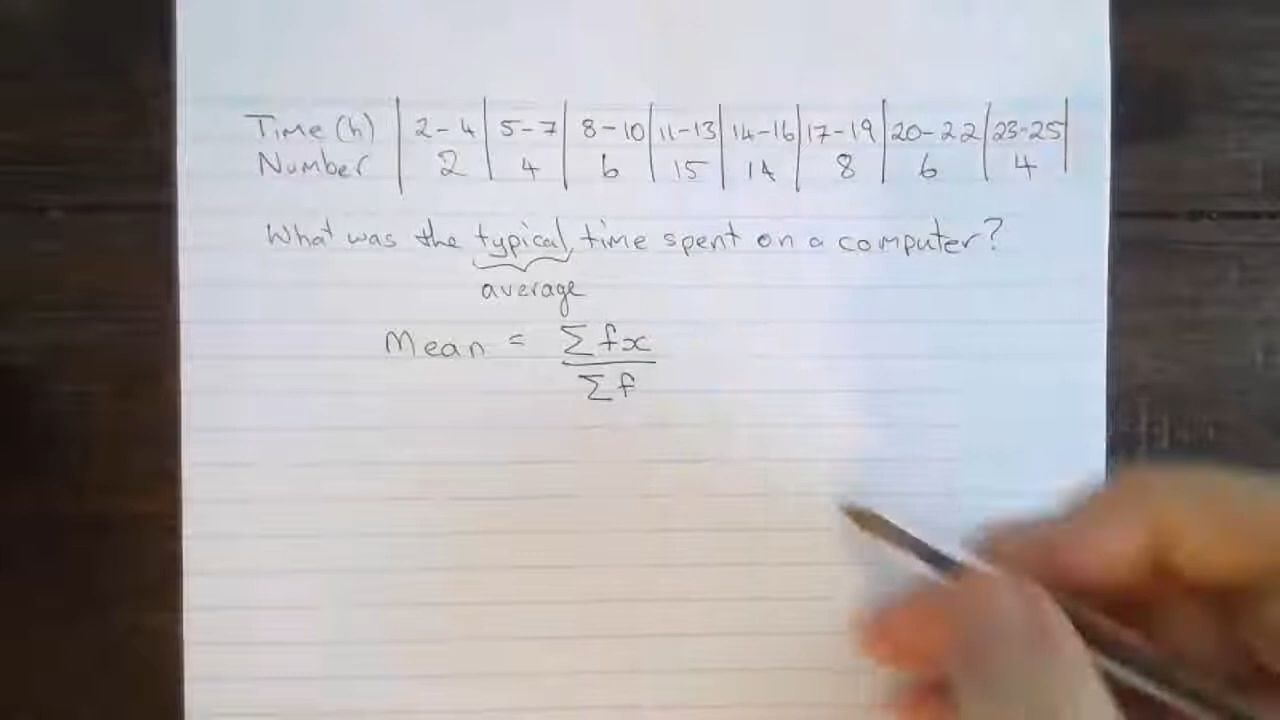 Time (h) | 2-4 | 5-7 | 8-10 | 11-13 | 14-16 | 17-19 | 20-22 | 23-25 |
Number | 2 | 4 | 6 | 15 | 14 | 8 | 6 | 4 |
What was the typical time spent on a computer?
average
Mean = Σfx
Σf